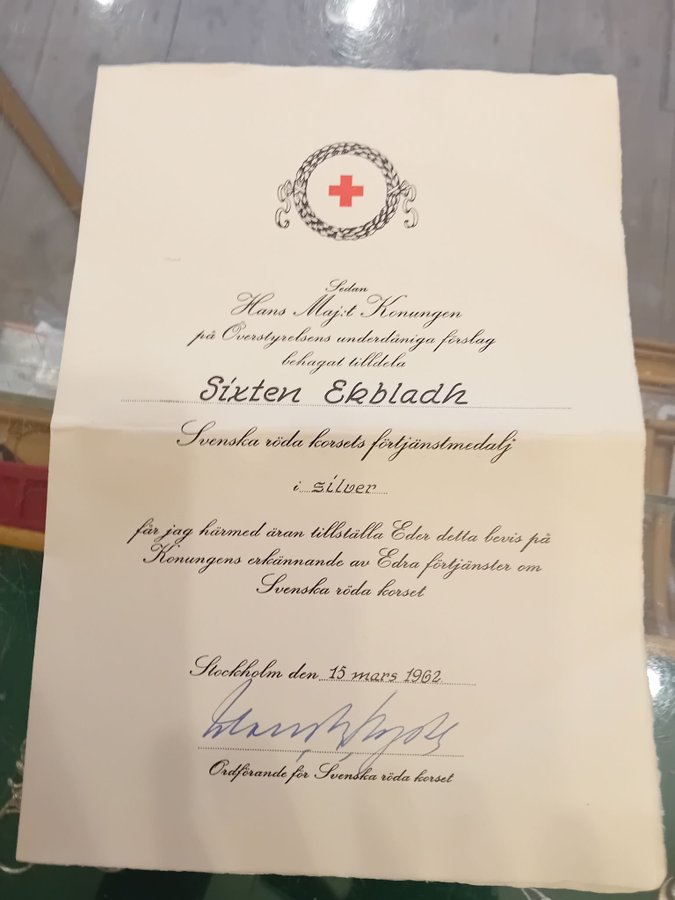 Sedan
Hans Maj:t Konungen
på Överstyrelsens underdåniga förslag
behagat tilldela
Sixten Ekbladh
Svenska röda korsets förtjänstmedalj
i silver
får jag härmed äran tillställa Eder detta bevis på
Konungens erkännande av Edra förtjänster om
Svenska röda korset
Stockholm den 15 mars 1962
Ordförande för Svenska röda korset